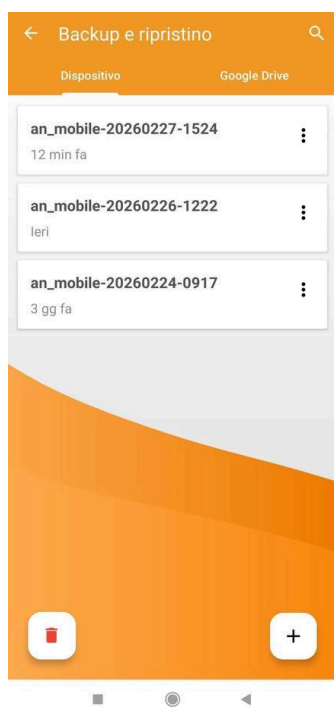 Backup e ripristino
Dispositivo Google Drive
an_mobile-20260227-1524
12 min fa
an_mobile-20260226-1222
Ieri
an_mobile-20260224-0917
3 gg fa